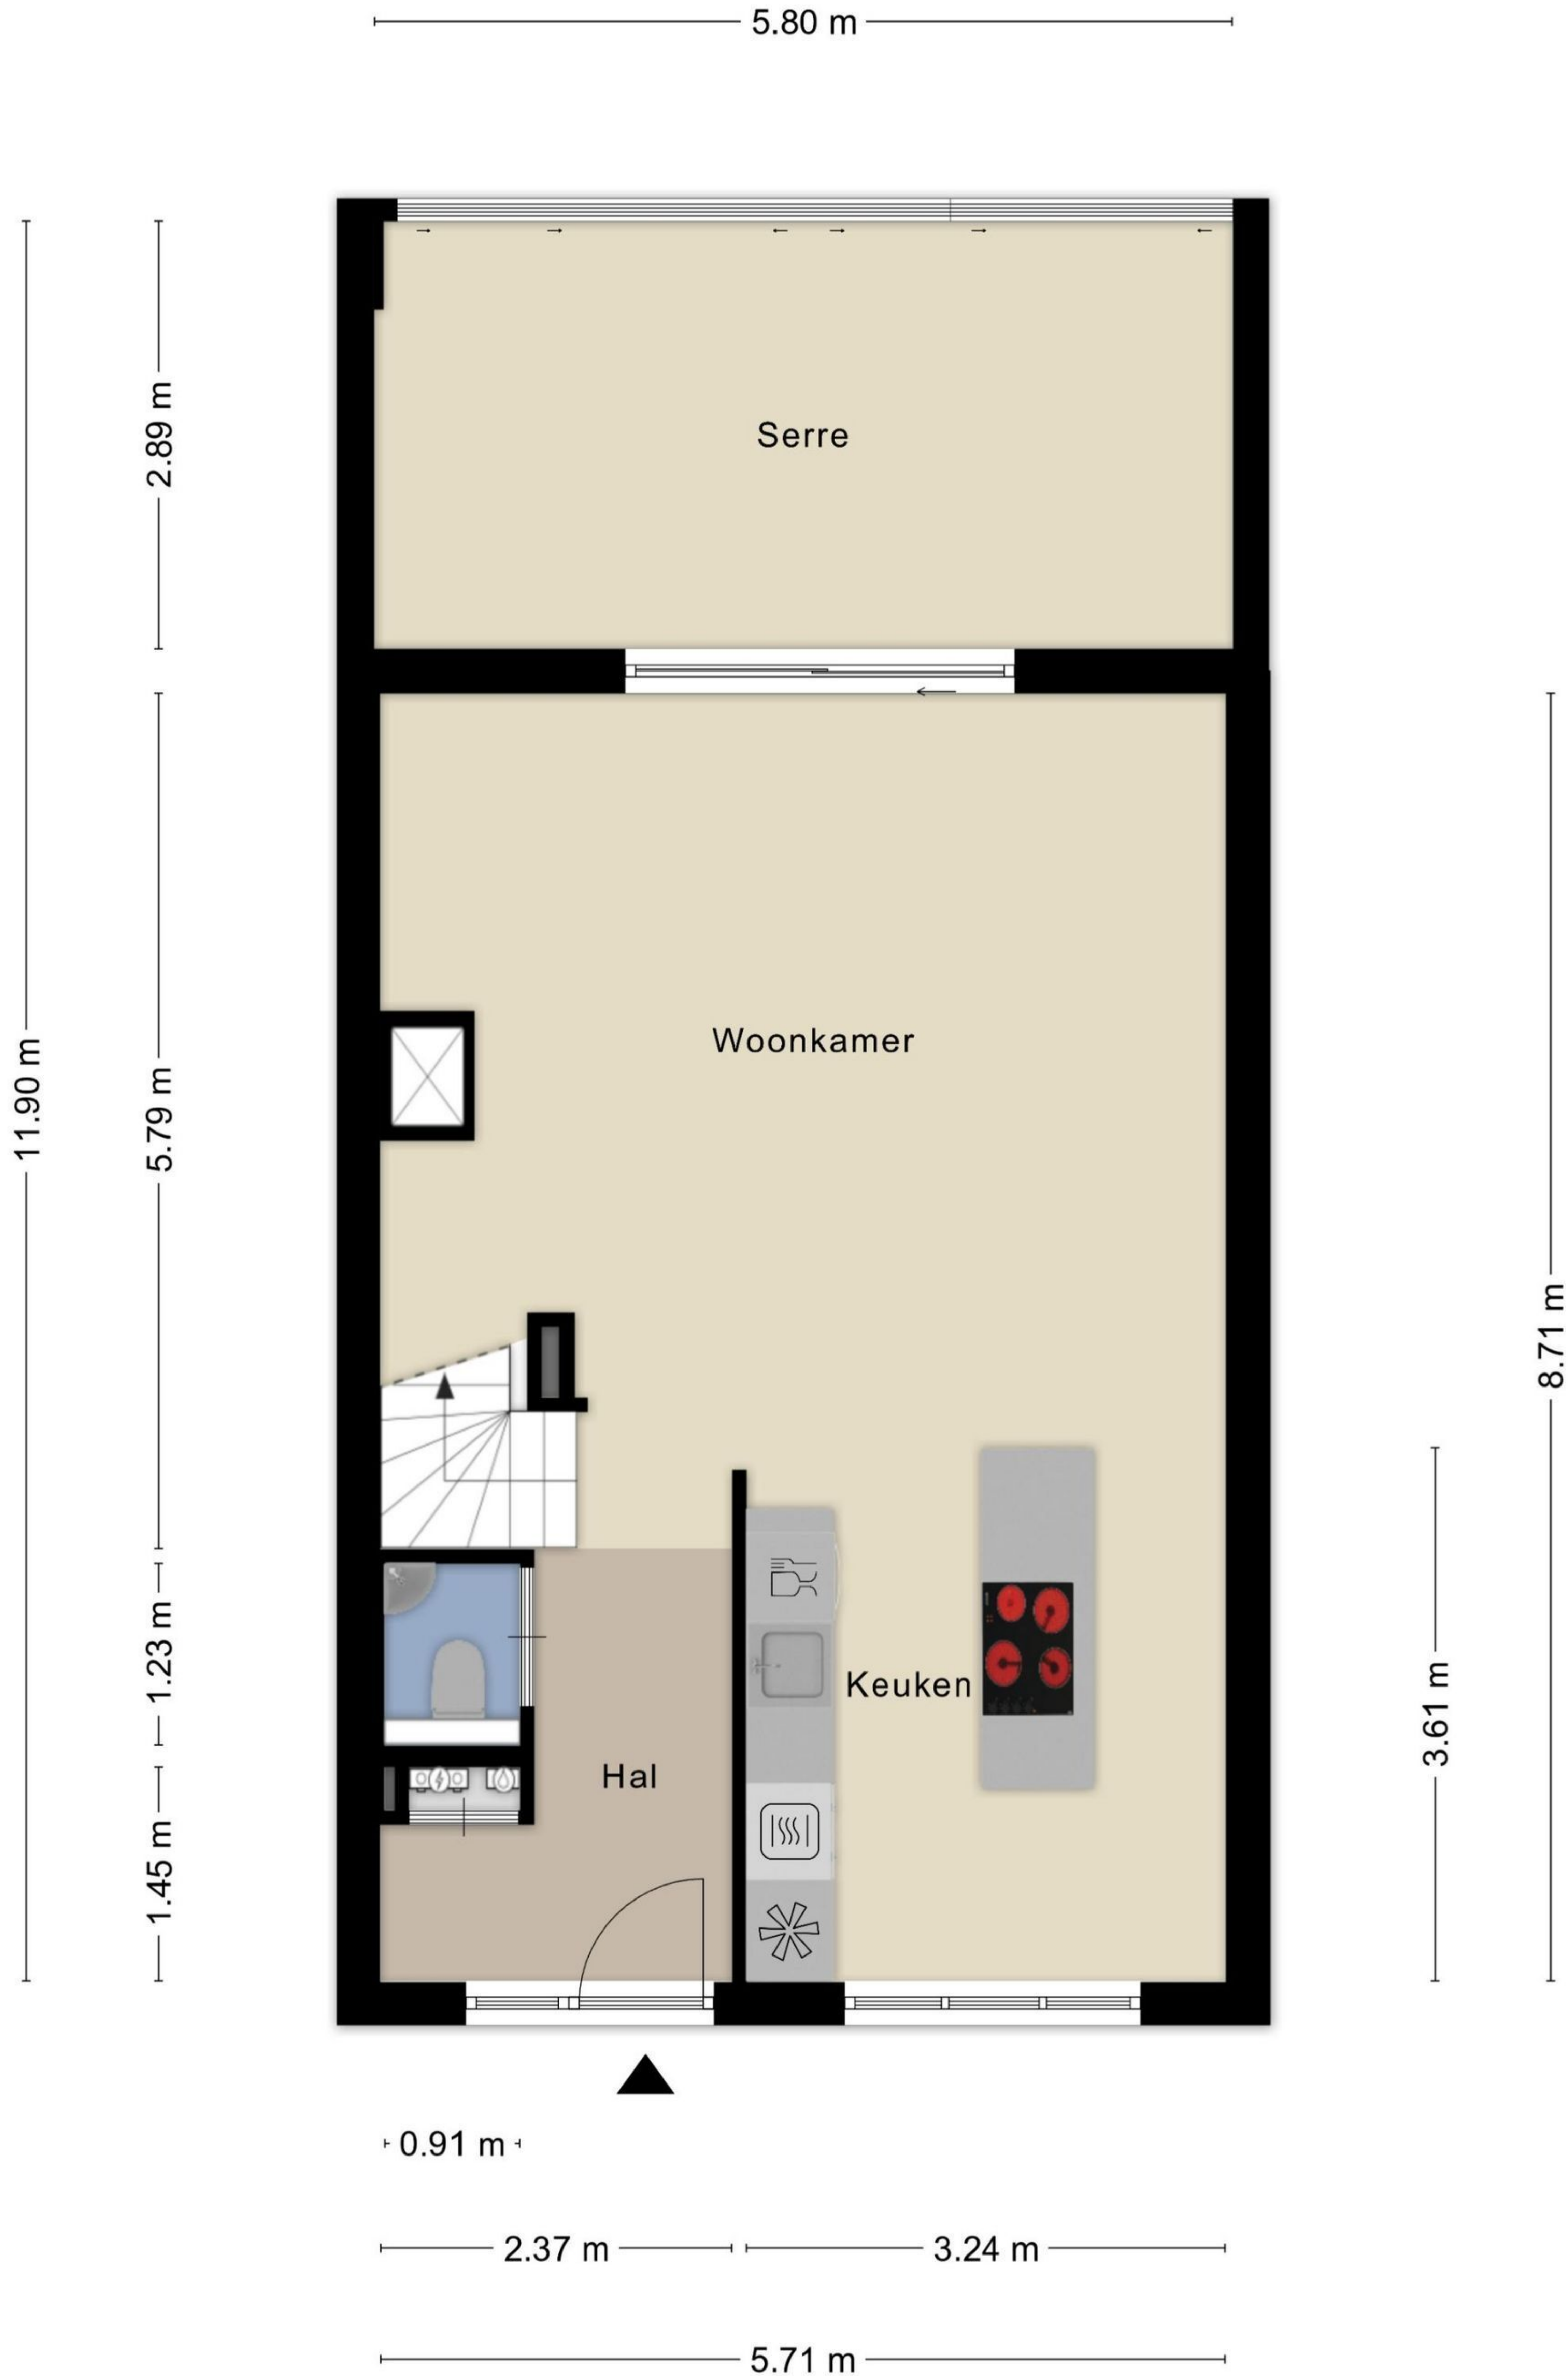 5.80 m
Serre
2.89 m
Woonkamer
11.90 m
5.79 m
8.71 m
Keuken
1.23 m
3.61 m
Hal
1.45 m
0.91 m
2.37 m
3.24 m
5.71 m